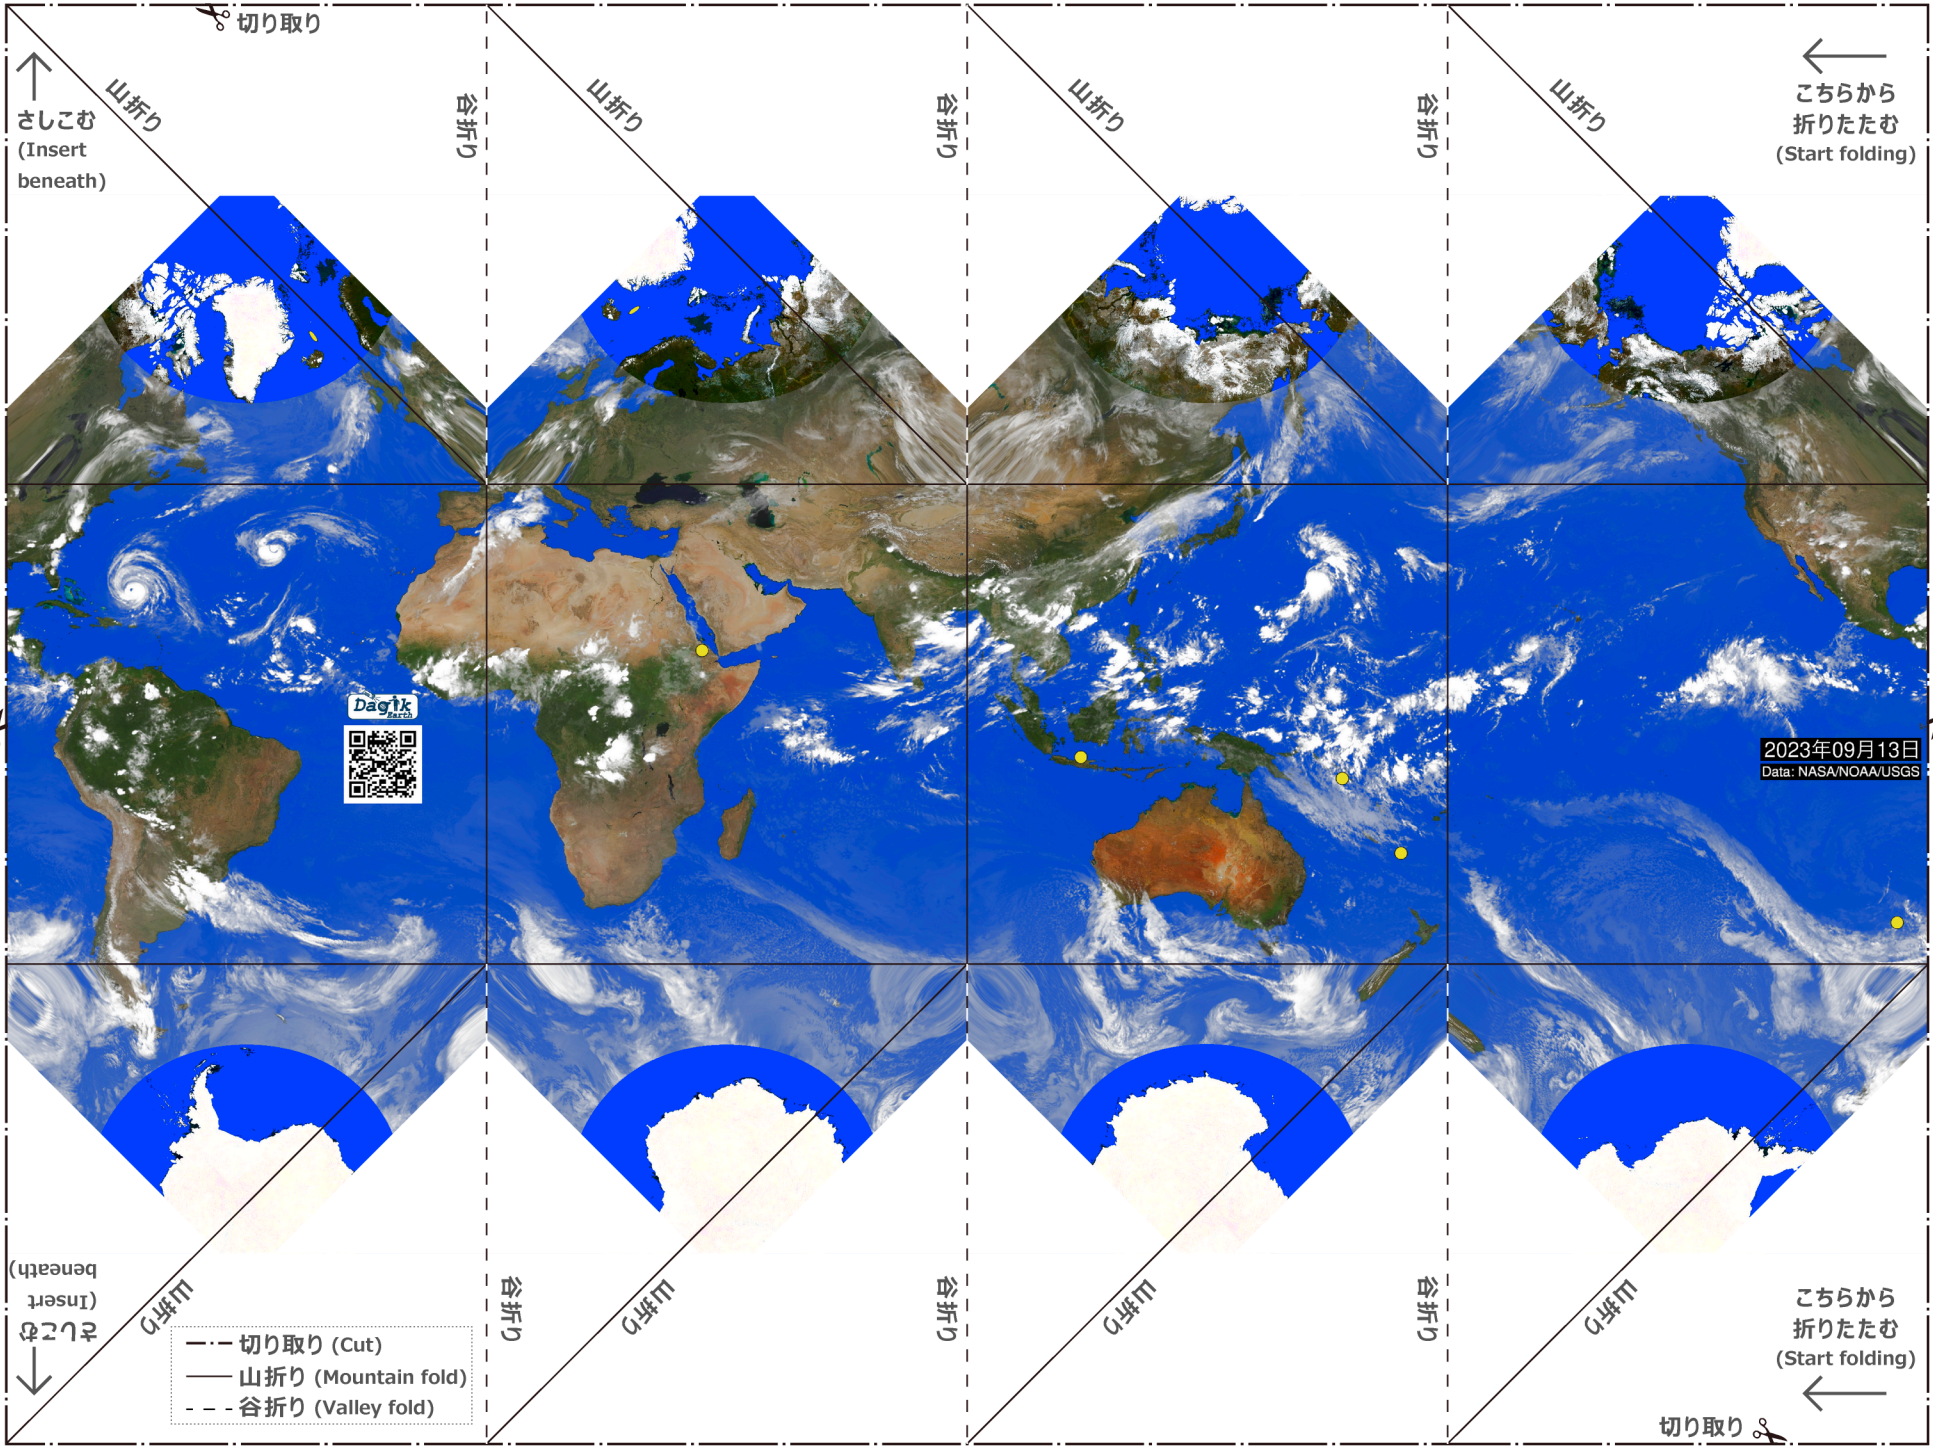 切り取り
山折り
谷折り
山折り
谷折り
山折り
谷折り
山折り
さしこむ
(Insert
beneath)
こちらから
折りたたむ
(Start folding)
Dagik
Earth
2023年09月13日
Data: NASA/NOAA/USGS
さしこむ
(Insert
beneath)
山折り
谷折り
山折り
谷折り
山折り
谷折り
山折り
切り取り (Cut)
山折り (Mountain fold)
谷折り (Valley fold)
こちらから
折りたたむ
(Start folding)
切り取り